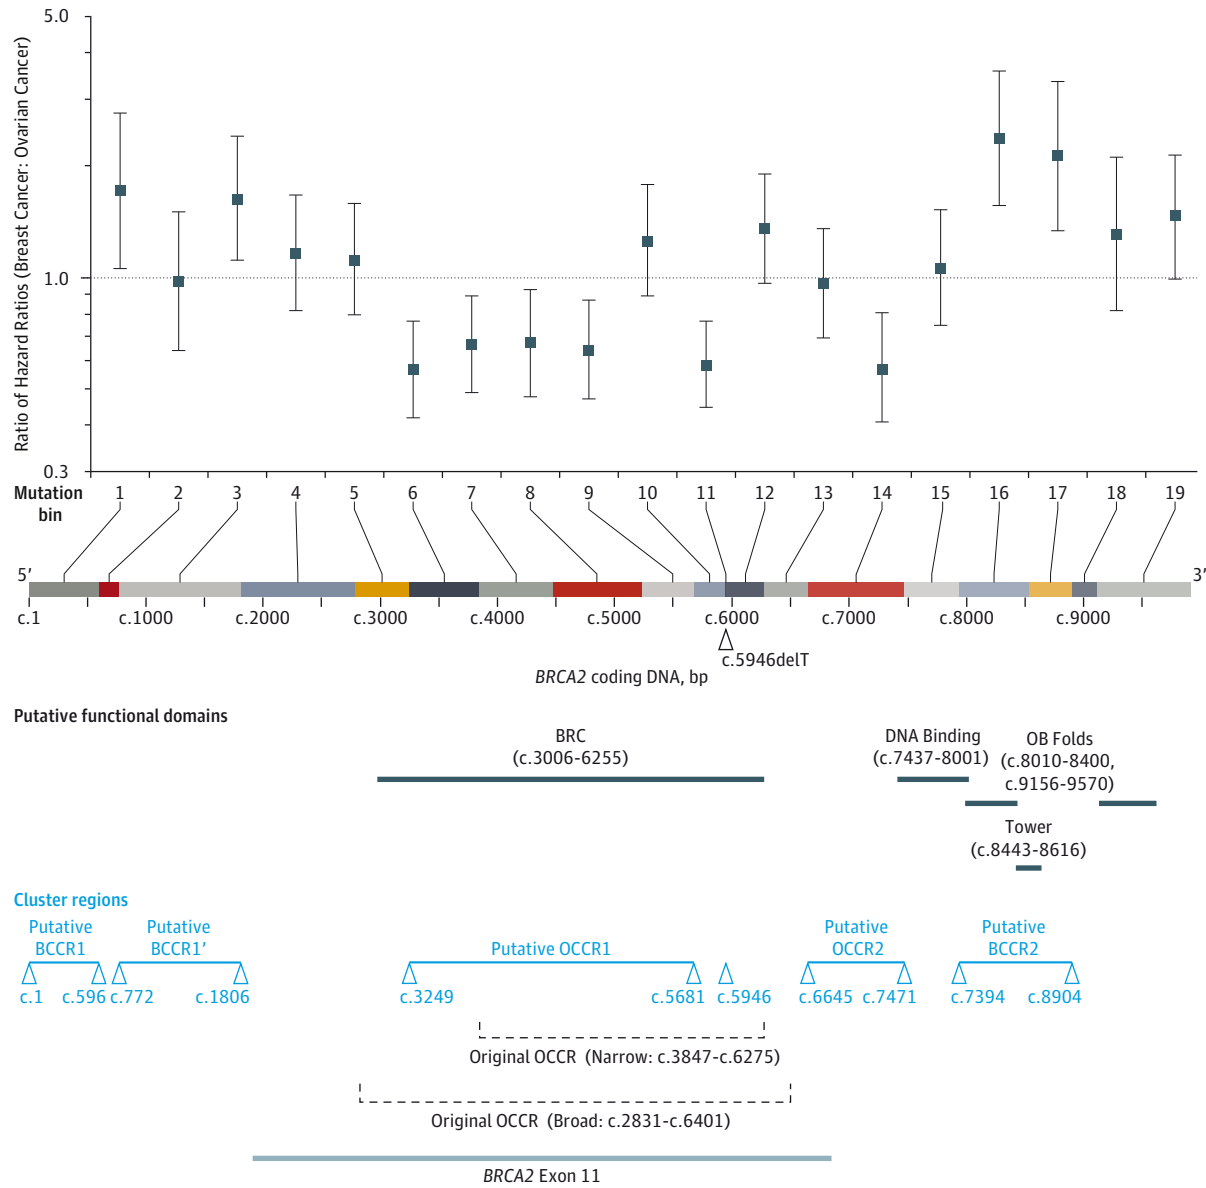 Ratio of Hazard Ratios (Breast Cancer: Ovarian Cancer)
5.0
1.0
0.3
Mutation bin
1 2 3 4 5 6 7 8 9 10 11 12 13 14 15 16 17 18 19
5′ 3′
c.1 c.1000 c.2000 c.3000 c.4000 c.5000 c.6000 c.7000 c.8000 c.9000
c.5946delT
BRCA2 coding DNA, bp
Putative functional domains
BRC
(c.3006-6255)
DNA Binding
(c.7437-8001)
OB Folds
(c.8010-8400,
c.9156-9570)
Tower
(c.8443-8616)
Cluster regions
Putative
BCCR1
Putative
BCCR1′
Putative OCCR1
Putative
OCCR2
Putative
BCCR2
c.1 c.596 c.772 c.1806 c.3249 c.5681 c.5946 c.6645 c.7471 c.7394 c.8904
Original OCCR (Narrow: c.3847-c.6275)
Original OCCR (Broad: c.2831-c.6401)
BRCA2 Exon 11